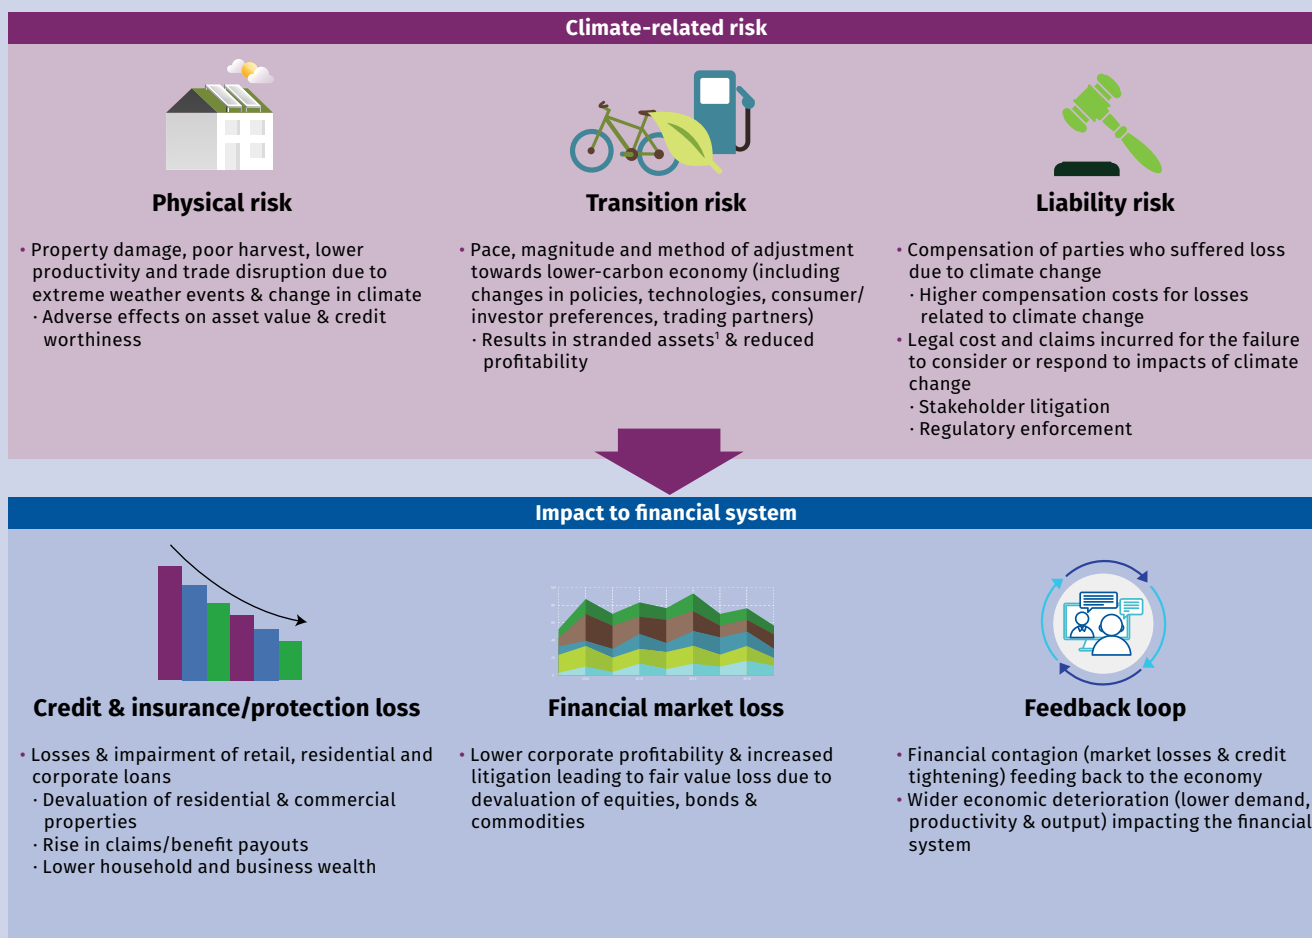 Climate-related risk
Physical risk
• Property damage, poor harvest, lower
productivity and trade disruption due to
extreme weather events & change in climate
· Adverse effects on asset value & credit
worthiness
Transition risk
• Pace, magnitude and method of adjustment
towards lower-carbon economy (including
changes in policies, technologies, consumer/
investor preferences, trading partners)
· Results in stranded assets¹ & reduced
profitability
Liability risk
• Compensation of parties who suffered loss
due to climate change
· Higher compensation costs for losses
related to climate change
• Legal cost and claims incurred for the failure
to consider or respond to impacts of climate
change
· Stakeholder litigation
· Regulatory enforcement
Impact to financial system
Credit & insurance/protection loss
• Losses & impairment of retail, residential and
corporate loans
· Devaluation of residential & commercial
properties
· Rise in claims/benefit payouts
· Lower household and business wealth
Financial market loss
• Lower corporate profitability & increased
litigation leading to fair value loss due to
devaluation of equities, bonds &
commodities
Feedback loop
• Financial contagion (market losses & credit
tightening) feeding back to the economy
• Wider economic deterioration (lower demand,
productivity & output) impacting the financial
system